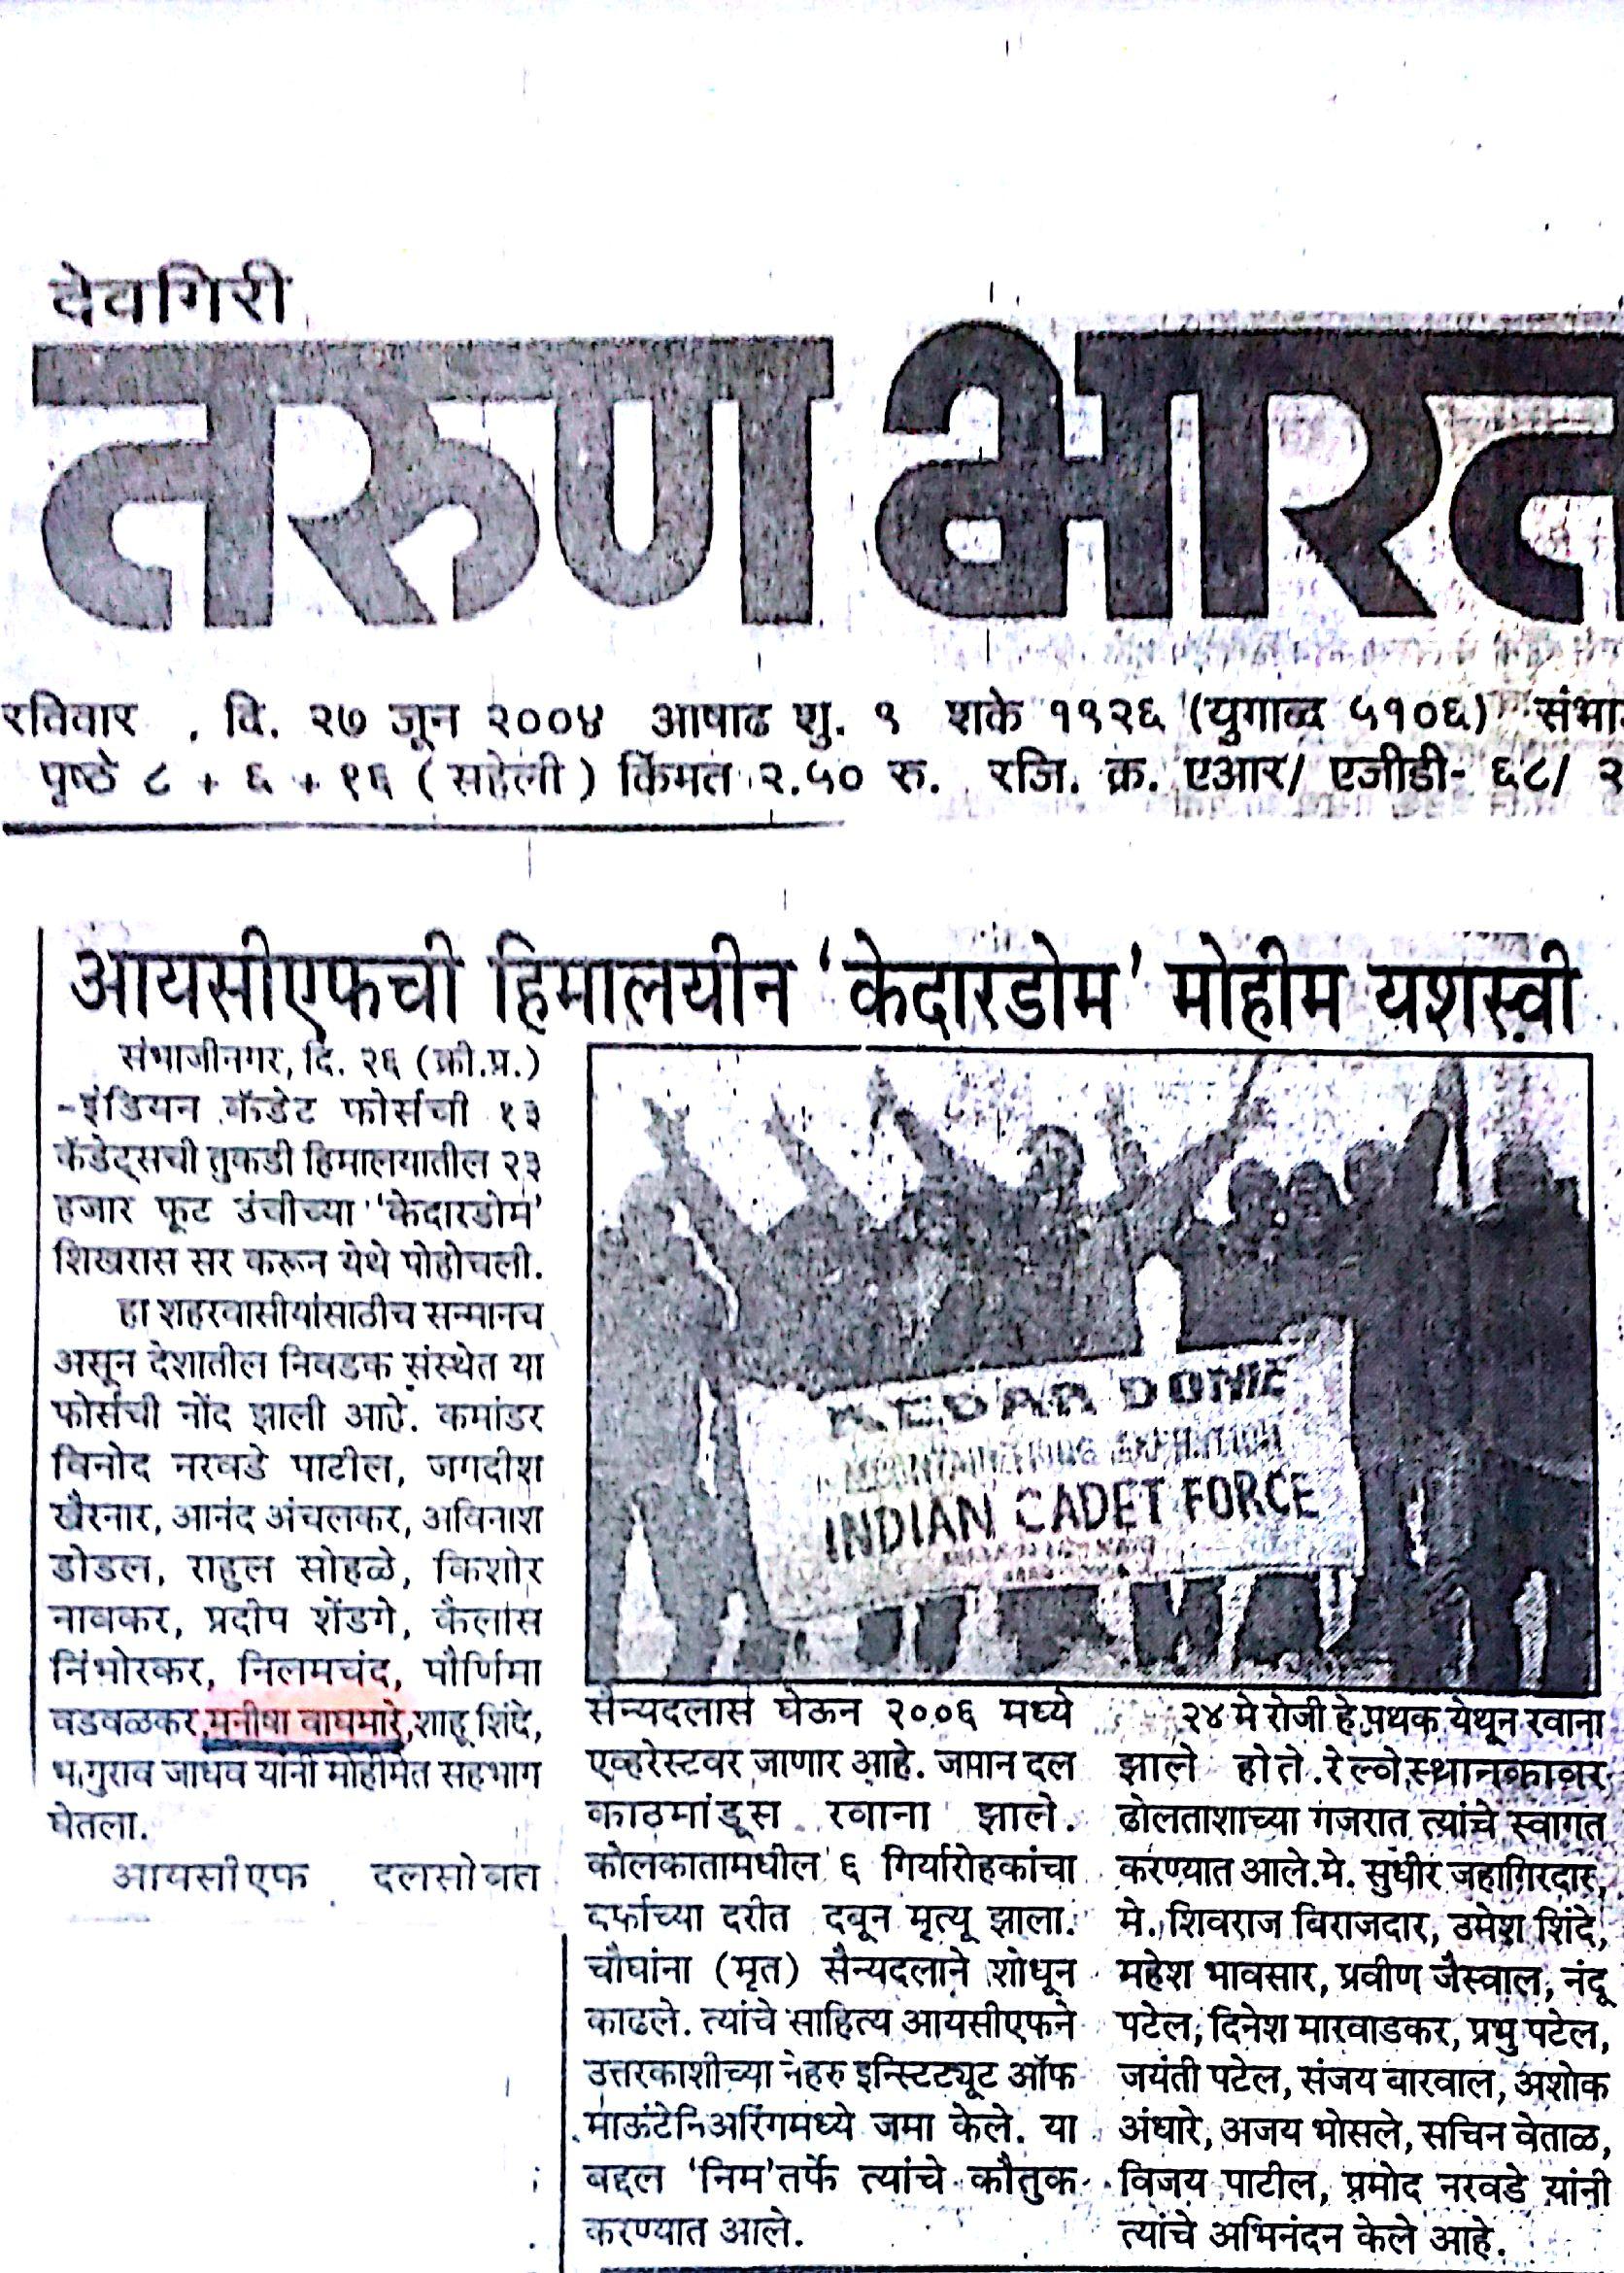 देवगिरी
तरुण भारत
रविवार . दि. २७ जून २००४ आषाढ शु. ९ शके १९२६ (युगाब्द ५१०६) संभा
पृष्ठे ८ + ६ + १६ ( सहेली ) किंमत २.५० रु. रजि. क्र. एआर/ एजीडी- ६८/ २
आयसीएफची हिमालयीन ‘केदारडोम’ मोहीम यशस्वी
संभाजीनगर, दि. २६ (क्री.प्र.)
-इंडियन कॅडेट फोर्सची १३
कॅडेट्सची तुकडी हिमालयातील २३
हजार फूट उंचीच्या ‘केदारडोम’
शिखरास सर करून येथे पोहोचली.
हा शहरवासीयांसाठीच सन्मानच
असून देशातील निवडक संस्थेत या
फोर्सची नोंद झाली आहे. कमांडर
विनोद नरवडे पाटील, जगदीश
खैरनार, आनंद अंचलकर, अविनाश
डोडल, राहुल सोहळे, किशोर
नावकर, प्रदीप शेंडगे, कैलास
निंभोरकर, निलमचंद, पौर्णिमा
वडवळकर, मनीषा वाघमारे, शाहू शिंदे,
भागुराव जाधव यांनी मोहीमेत सहभाग
घेतला.
आयसीएफ दलसोबत
KEDAR DOME
MOUNTAINEERING EXPEDITION
INDIAN CADET FORCE
सैन्यदलास घेऊन २००६ मध्ये
एव्हरेस्टवर जाणार आहे. जपान दल
काठमांडूस रवाना झाले.
कोलकातामधील ६ गिर्यारोहकांचा
दर्फाच्या दरीत दबून मृत्यू झाला.
चौघांना (मृत) सैन्यदलाने शोधून
काढले. त्यांचे साहित्य आयसीएफने
उत्तरकाशीच्या नेहरु इन्स्टिट्यूट ऑफ
माऊंटेनिअरिंगमध्ये जमा केले. या
बद्दल ‘निम’तर्फे त्यांचे कौतुक
करण्यात आले.
२४ मे रोजी हे पथक येथून रवाना
झाले होते. रेल्वे स्थानकावर
ढोलताशाच्या गजरात त्यांचे स्वागत
करण्यात आले. मे. सुधीर जहागिरदार,
मे. शिवराज बिराजदार, ठमेश शिंदे,
महेश भावसार, प्रवीण जैस्वाल, नंदू
पटेल, दिनेश मारवाडकर, प्रभु पटेल,
जयंती पटेल, संजय बारवाल, अशोक
अंधारे, अजय भोसले, सचिन वेताळ,
विजय पाटील, प्रमोद नरवडे यांनी
त्यांचे अभिनंदन केले आहे.